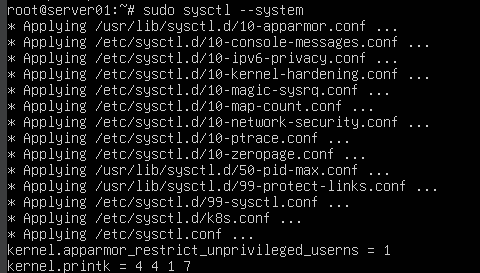 root@server01:~# sudo sysctl --system
* Applying /usr/lib/sysctl.d/10-apparmor.conf ...
* Applying /etc/sysctl.d/10-console-messages.conf ...
* Applying /etc/sysctl.d/10-ipv6-privacy.conf ...
* Applying /etc/sysctl.d/10-kernel-hardening.conf ...
* Applying /etc/sysctl.d/10-magic-sysrq.conf ...
* Applying /etc/sysctl.d/10-map-count.conf ...
* Applying /etc/sysctl.d/10-network-security.conf ...
* Applying /etc/sysctl.d/10-ptrace.conf ...
* Applying /etc/sysctl.d/10-zeropage.conf ...
* Applying /usr/lib/sysctl.d/50-pid-max.conf ...
* Applying /usr/lib/sysctl.d/99-protect-links.conf ...
* Applying /etc/sysctl.d/99-sysctl.conf ...
* Applying /etc/sysctl.d/k8s.conf ...
* Applying /etc/sysctl.conf ...
kernel.apparmor_restrict_unprivileged_userns = 1
kernel.printk = 4 4 1 7